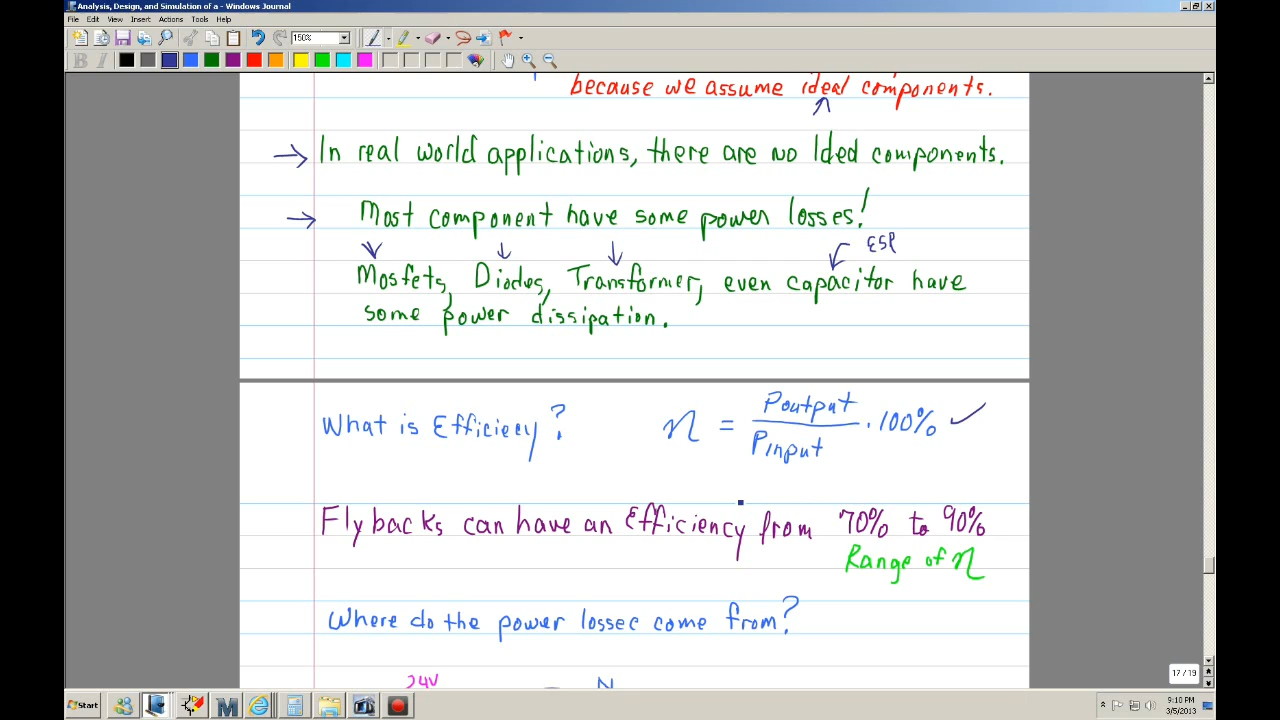 Analysis, Design, and Simulation of a - Windows Journal
File Edit View Insert Actions Tools Help
150%
because we assume ideal components.
In real world applications, there are no Ided components.
Most component have some power losses!
ESR
Mosfets, Diodes, Transformer, even capacitor have
some power dissipation.
What is Efficiecy? η = Poutput / Pinput · 100%
Flybacks can have an Efficiency from 70% to 90%
Range of η
Where do the power lossec come from?
24V
N
17 / 19
Start
9:10 PM
3/5/2013